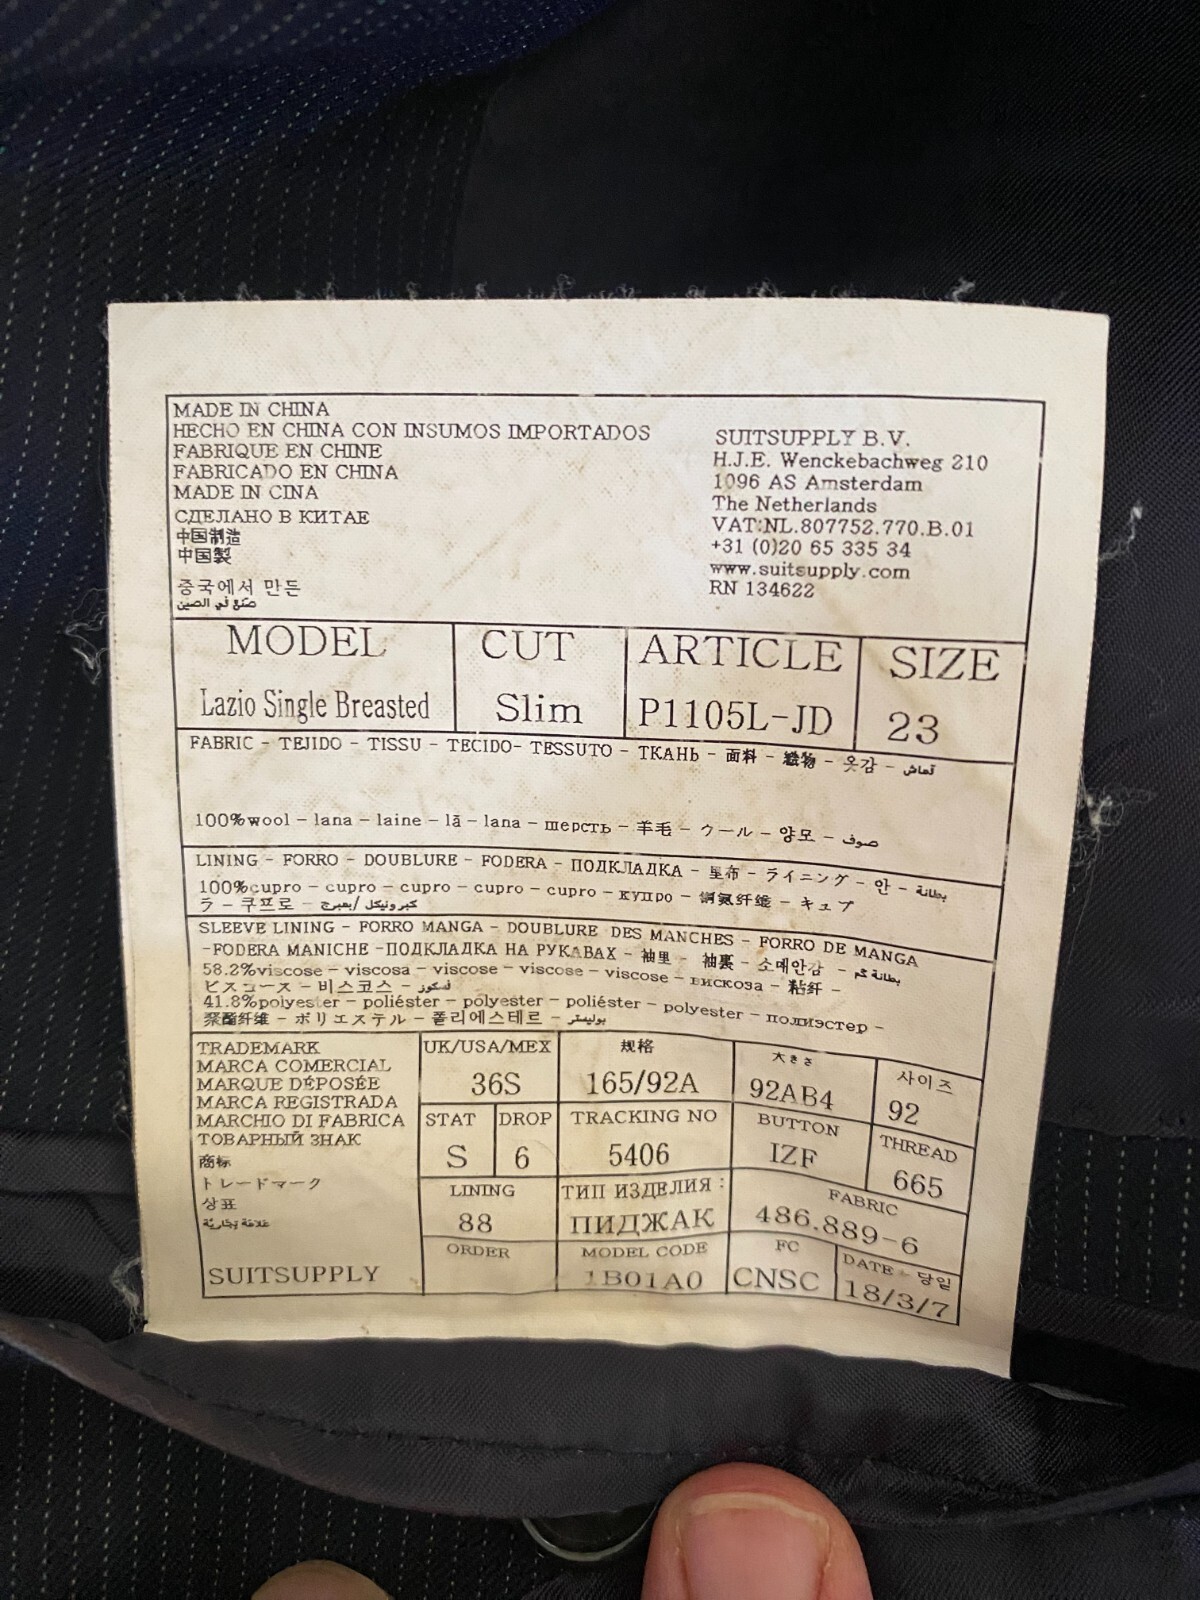 MADE IN CHINA
HECHO EN CHINA CON INSUMOS IMPORTADOS
FABRIQUE EN CHINE
FABRICADO EN CHINA
MADE IN CINA
СДЕЛАНО В КИТАЕ
中国制造
中国製
중국에서 만든
صنع في الصين
SUITSUPPLY B.V.
H.J.E. Wenckebachweg 210
1096 AS Amsterdam
The Netherlands
VAT:NL.807752.770.B.01
+31 (0)20 65 335 34
www.suitsupply.com
RN 134622
MODEL CUT ARTICLE SIZE
Lazio Single Breasted Slim P1105L-JD 23
FABRIC - TEJIDO - TISSU - TECIDO- TESSUTO - ТКАНЬ - 面料 - 織物 - 옷감 - قماش
100%wool - lana - laine - lã - lana - шерсть - 羊毛 - ウール - 양모 - صوف
LINING - FORRO - DOUBLURE - FODERA - ПОДКЛАДКА - 里布 - ライニング - 안 - بطانة
100%cupro - cupro - cupro - cupro - cupro - купро - 铜氨纤维 - キュプ
ラ - 쿠프로 - كبرونيكل
SLEEVE LINING - FORRO MANGA - DOUBLURE DES MANCHES - FORRO DE MANGA
-FODERA MANICHE -ПОДКЛАДКА НА РУКАВАХ - 袖里 - 袖裏 - 소매안감 - بطانة كم
58.2%viscose - viscosa - viscose - viscose - viscose - вискоза - 粘纤 -
ビスコース - 비스코스 - فسكوز
41.8%polyester - poliéster - polyester - poliéster - polyester - полиэстер -
聚酯纤维 - ポリエステル - 폴리에스테르 - بوليستر
TRADEMARK
MARCA COMERCIAL
MARQUE DÉPOSÉE
MARCA REGISTRADA
MARCHIO DI FABRICA
ТОВАРНЫЙ ЗНАК
商标
トレードマーク
상표
علامة تجارية
SUITSUPPLY
UK/USA/MEX 规格 大きさ 사이즈
36S 165/92A 92AB4 92
STAT DROP TRACKING NO BUTTON THREAD
S 6 5406 IZF 665
LINING ТИП ИЗДЕЛИЯ : FABRIC
88 ПИДЖАК 486.889-6
ORDER MODEL CODE FC DATE - 당일
1B01A0 CNSC 18/3/7